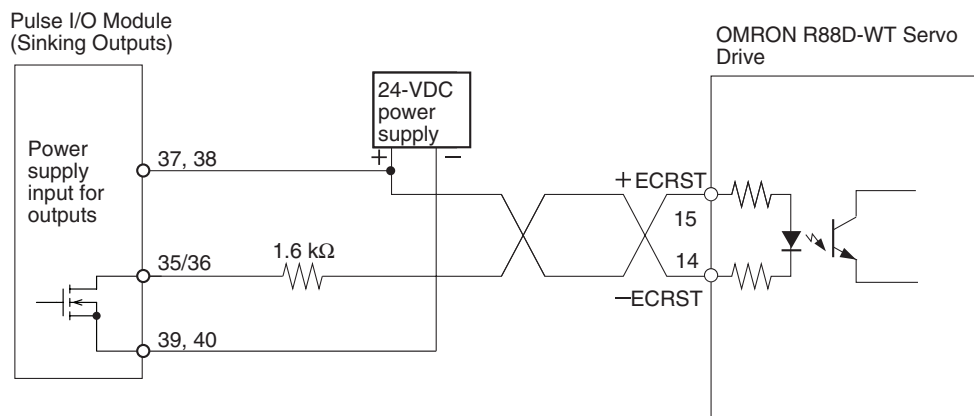 Pulse I/O Module
(Sinking Outputs)
OMRON R88D-WT Servo
Drive
24-VDC
power
supply
+
−
Power
supply
input for
outputs
37, 38
+ECRST
15
1.6 kΩ
35/36
14
−ECRST
39, 40